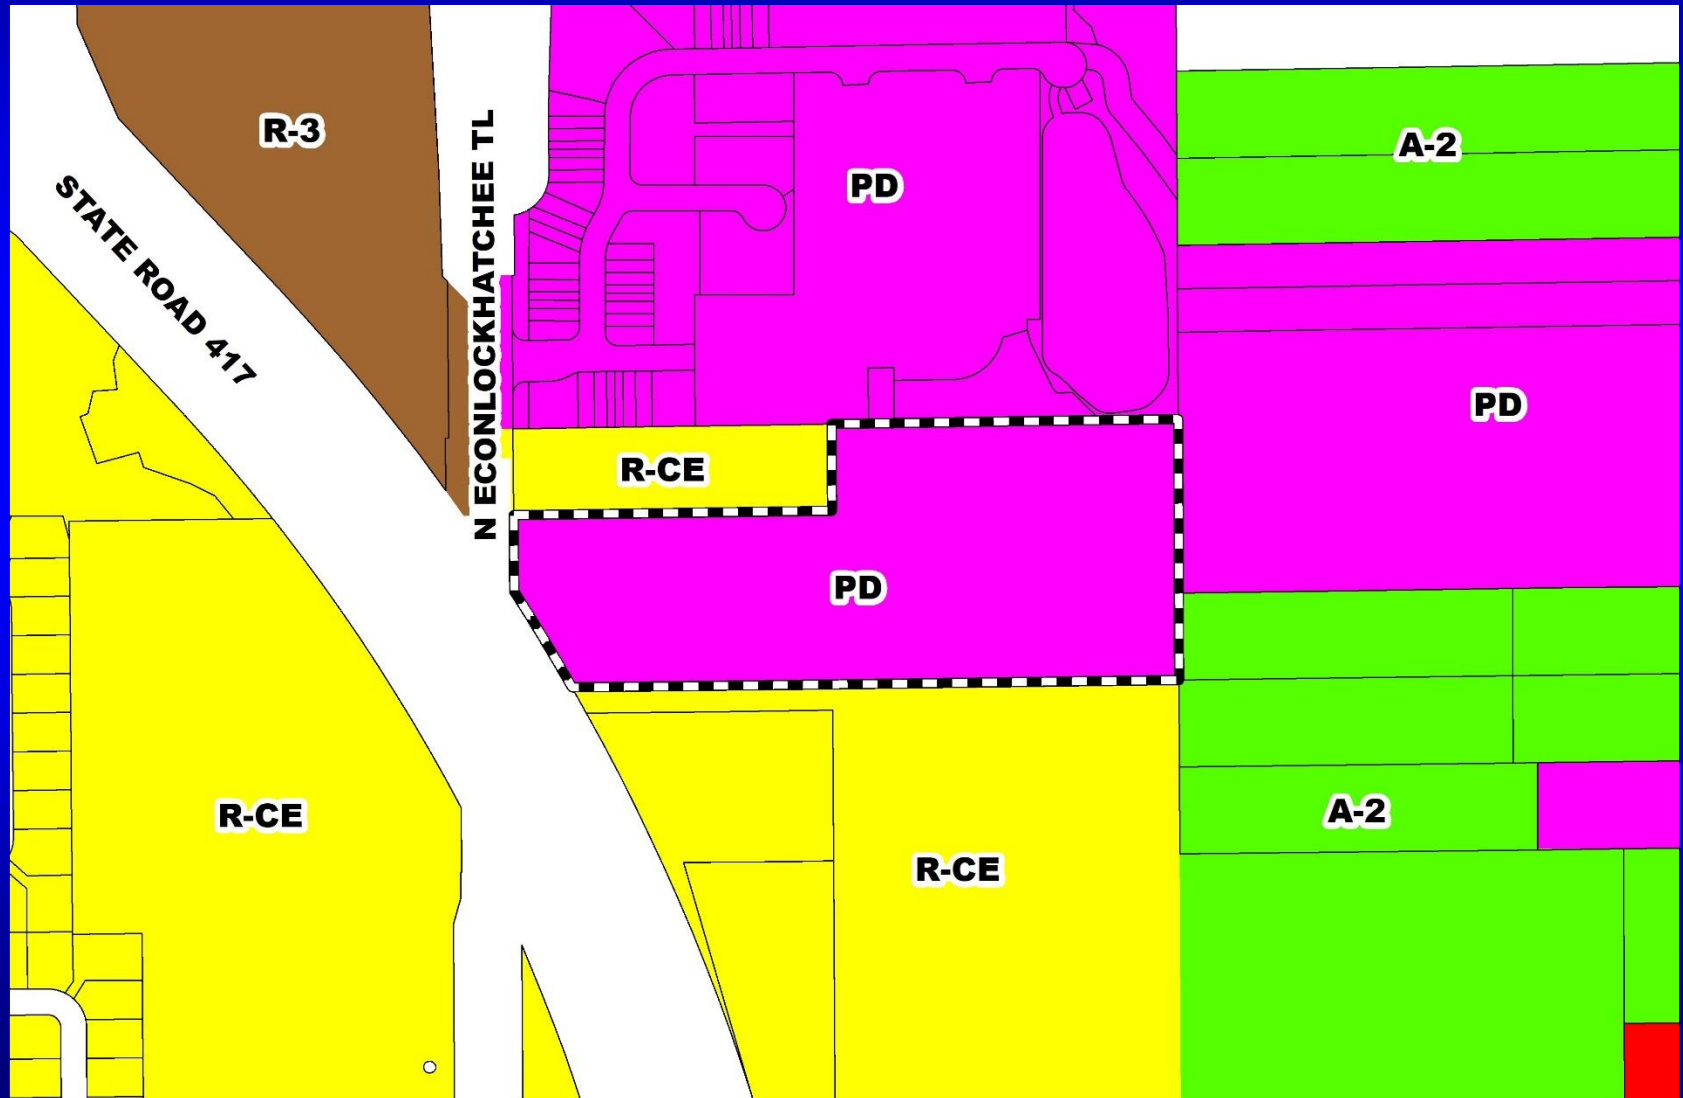 R-3
A-2
PD
STATE ROAD 417
N ECONLOCKHATCHEE TL
PD
R-CE
PD
R-CE
A-2
R-CE